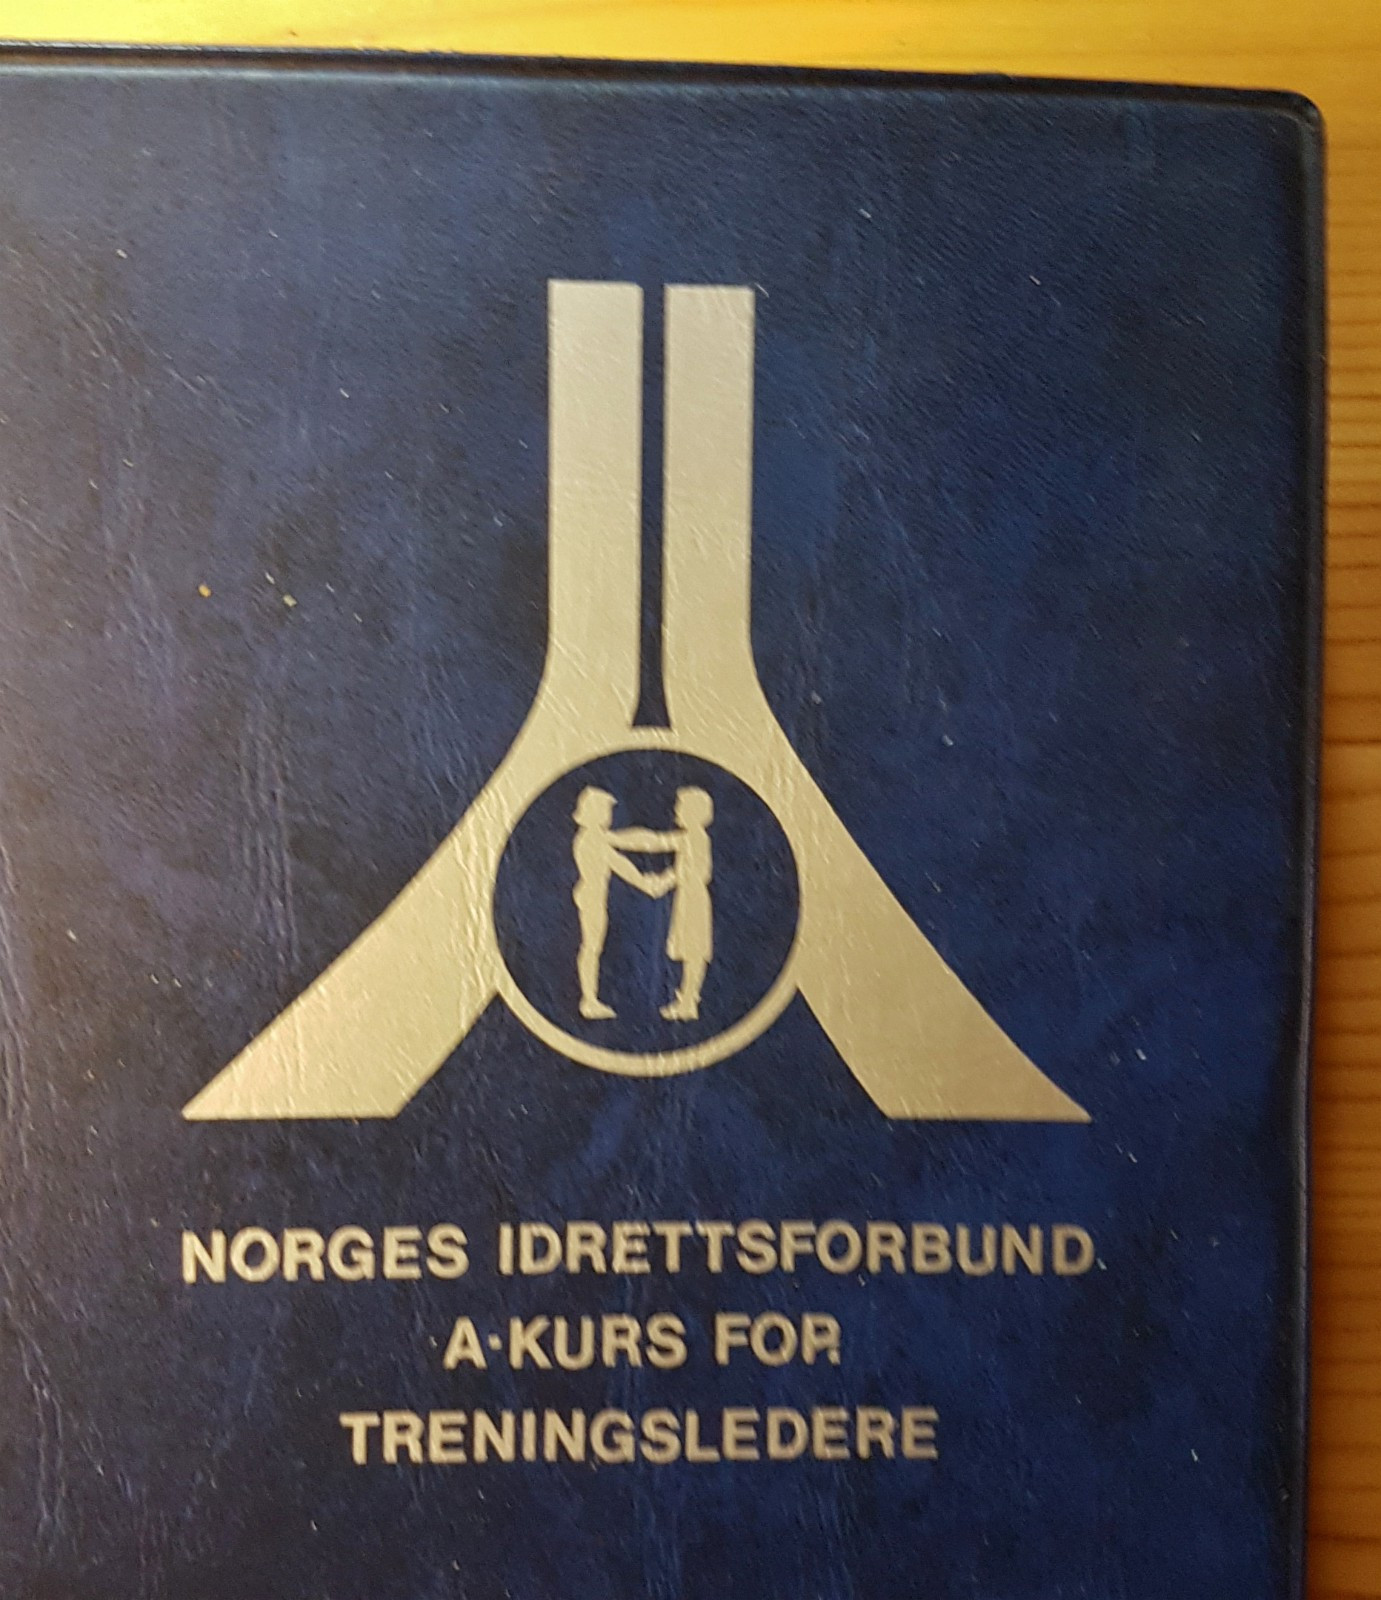 NORGES IDRETTSFORBUND
A-KURS FOR
TRENINGSLEDERE